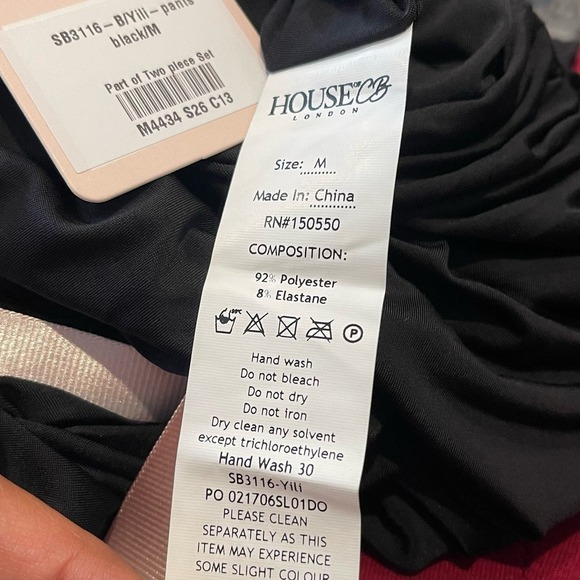 SB3116-B/Yili-pants
black/M
Part of Two piece Set
M4434 S26 C13
HOUSE OF CB
LONDON
Size: M
Made In: China
RN#150550
COMPOSITION:
92% Polyester
8% Elastane
P
Hand wash
Do not bleach
Do not dry
Do not iron
Dry clean any solvent
except trichloroethylene
Hand Wash 30
SB3116-Yili
PO 021706SL01DO
PLEASE CLEAN
SEPARATELY AS THIS
ITEM MAY EXPERIENCE
SOME SLIGHT COLOUR